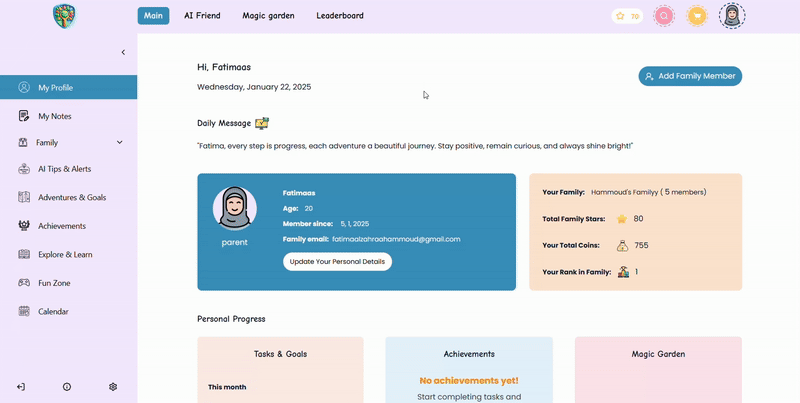 Main
AI Friend
Magic garden
Leaderboard
70
My Profile
My Notes
Family
AI Tips & Alerts
Adventures & Goals
Achievements
Explore & Learn
Fun Zone
Calendar
Hi, Fatimaas
Wednesday, January 22, 2025
Add Family Member
Daily Message
"Fatima, every step is progress, each adventure a beautiful journey. Stay positive, remain curious, and always shine bright!"
parent
Fatimaas
Age: 20
Member since: 5, 1, 2025
Family email: fatimaalzahraahammoud@gmail.com
Update Your Personal Details
Your Family: Hammoud's Familyy ( 5 members)
Total Family Stars: 80
Your Total Coins: 755
Your Rank in Family: 1
Personal Progress
Tasks & Goals
This month
Achievements
No achievements yet!
Start completing tasks and
Magic Garden